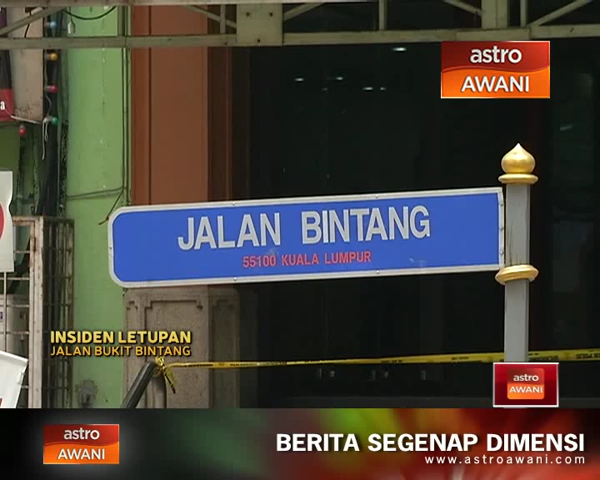 astro
AWANI
JALAN BINTANG
55100 KUALA LUMPUR
INSIDEN LETUPAN
JALAN BUKIT BINTANG
astro
AWANI
astro
AWANI
BERITA SEGENAP DIMENSI
www.astroawani.com